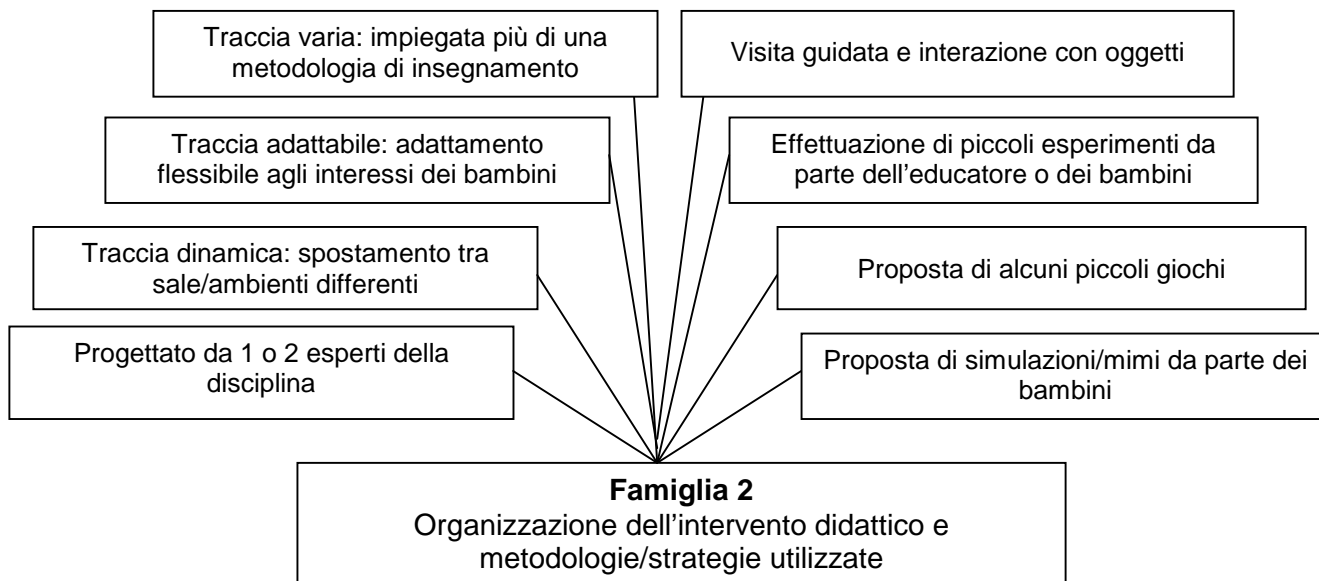 Traccia varia: impiegata più di una
metodologia di insegnamento
Visita guidata e interazione con oggetti
Traccia adattabile: adattamento
flessibile agli interessi dei bambini
Effettuazione di piccoli esperimenti da
parte dell’educatore o dei bambini
Traccia dinamica: spostamento tra
sale/ambienti differenti
Proposta di alcuni piccoli giochi
Progettato da 1 o 2 esperti della
disciplina
Proposta di simulazioni/mimi da parte dei
bambini
Famiglia 2
Organizzazione dell’intervento didattico e
metodologie/strategie utilizzate